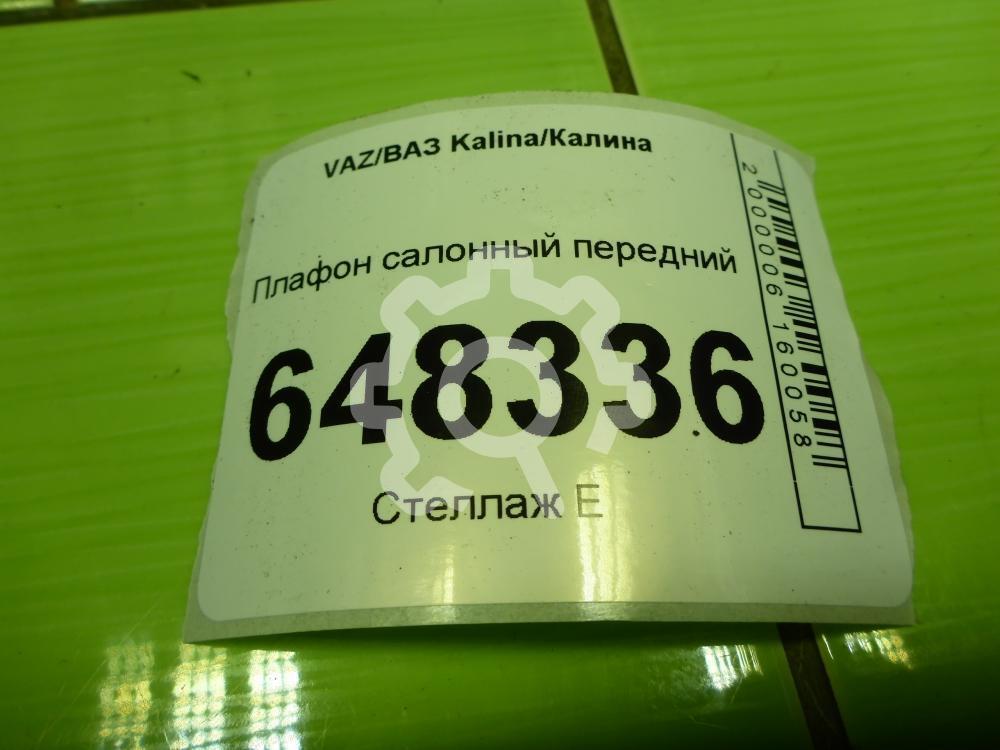 VAZ/ВАЗ Kalina/Калина
Плафон салонный передний
648336
Стеллаж Е
2000006160058